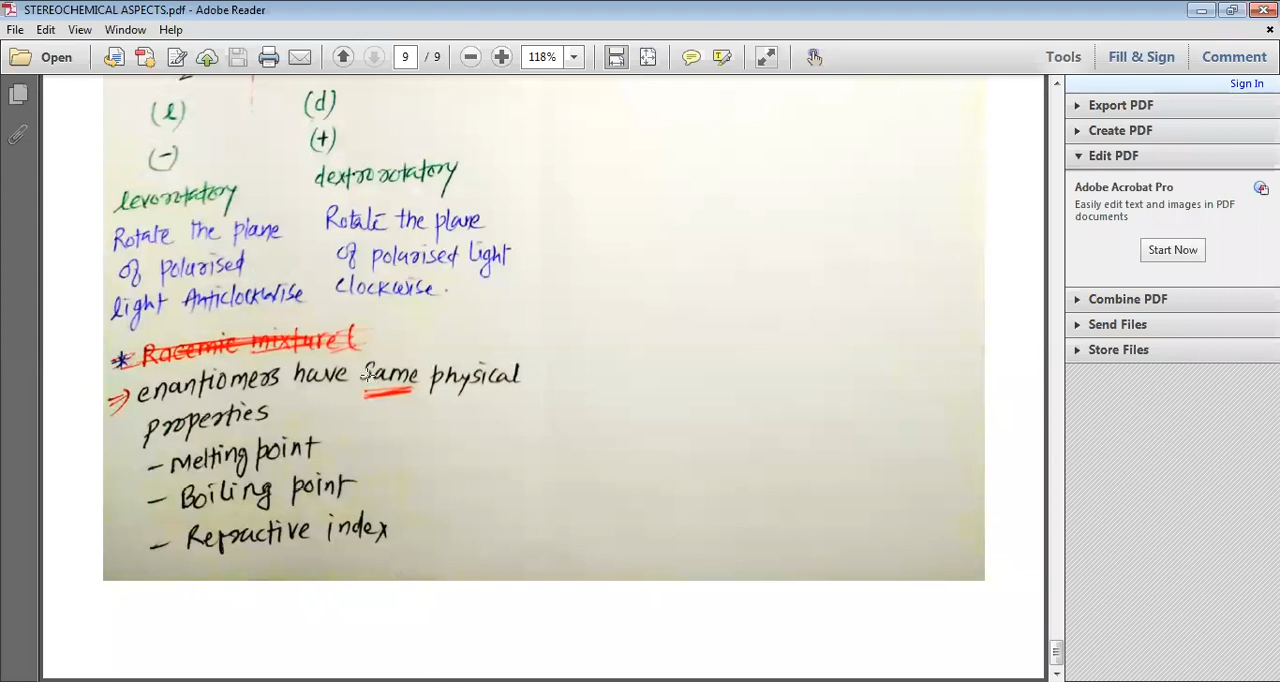 STEREOCHEMICAL ASPECTS.pdf - Adobe Reader
File Edit View Window Help
Open 9 / 9 118% Tools Fill & Sign Comment
Sign In
Export PDF
Create PDF
Edit PDF
Adobe Acrobat Pro
Easily edit text and images in PDF
documents
Start Now
Combine PDF
Send Files
Store Files
(l) (d)
(-) (+)
levorotatory dextrorotatory
Rotate the plane Rotate the plane
of polarised of polarised light
light Anticlockwise clockwise.
* Racemic mixture (
⇒ enantiomers have same physical
properties
- Melting point
- Boiling point
- Refractive index